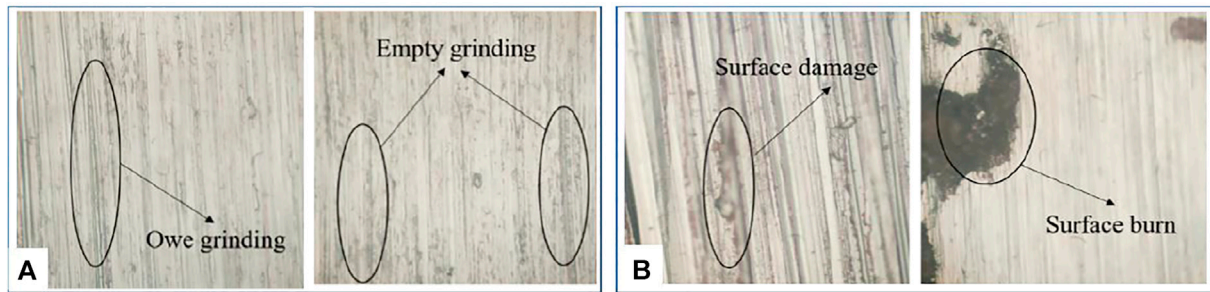 Empty grinding
Surface damage
Owe grinding
Surface burn
A
B